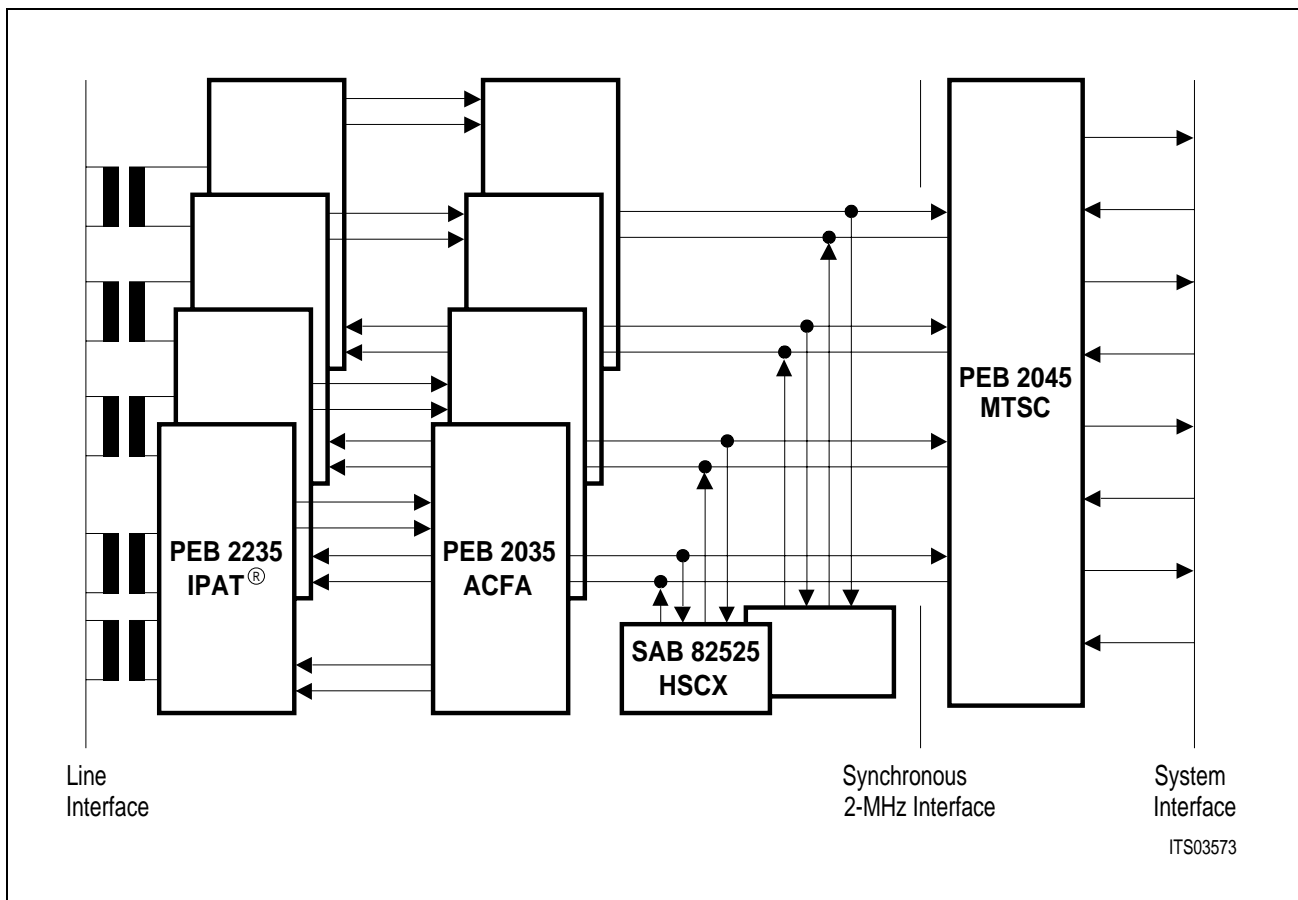 PEB 2045
MTSC
PEB 2235
IPAT®
PEB 2035
ACFA
SAB 82525
HSCX
Line
Interface
Synchronous
2-MHz Interface
System
Interface
ITS03573